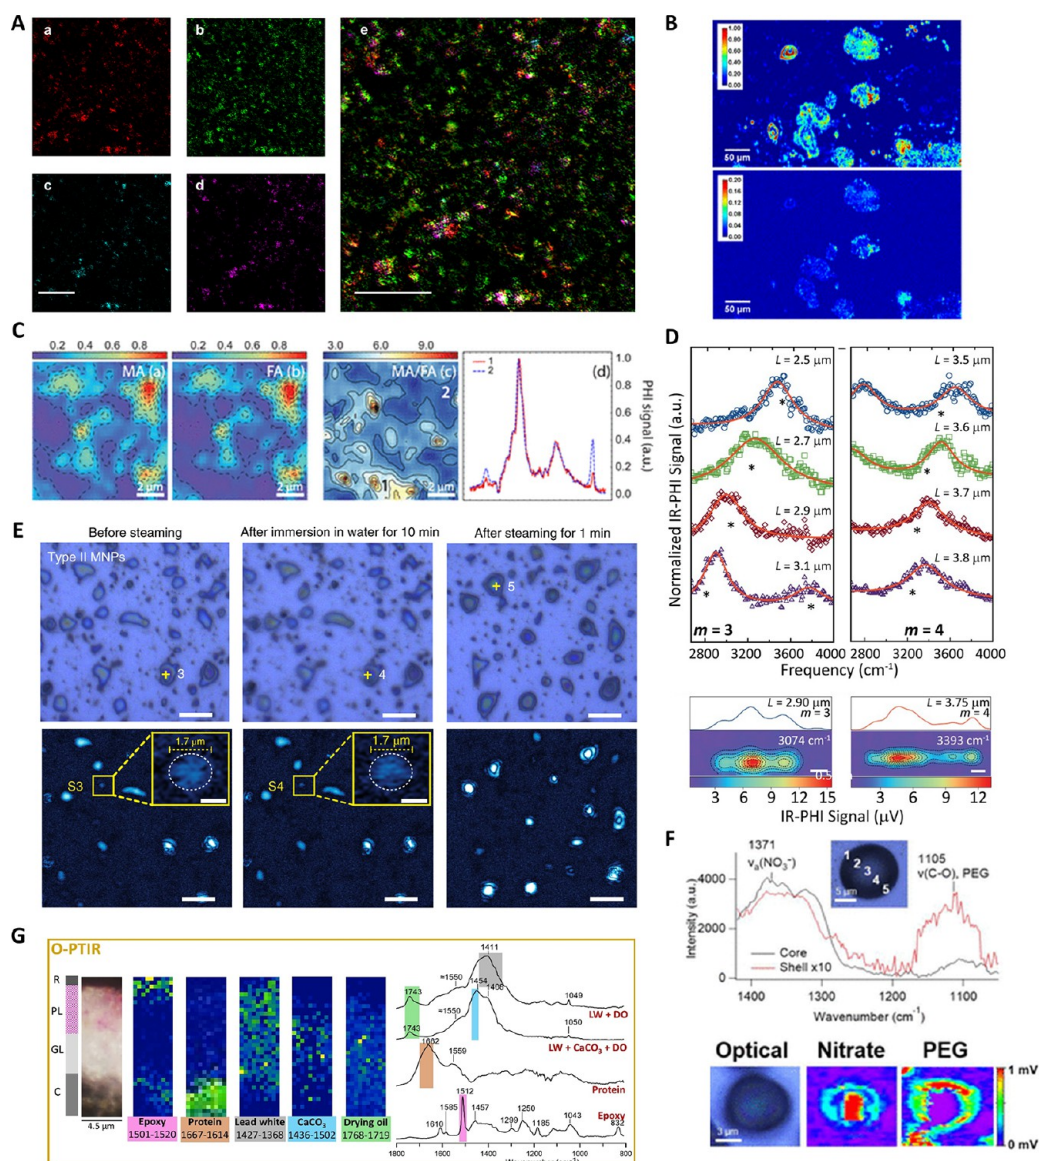 A
a
b
e
c
d
B
1.00
0.80
0.60
0.40
0.20
0.00
50 µm
0.20
0.16
0.12
0.08
0.04
0.00
50 µm
C
0.2 0.4 0.6 0.8
0.2 0.4 0.6 0.8
3.0 6.0 9.0
MA (a)
FA (b)
MA/FA (c)
2
1
2 µm
2 µm
2 µm
1
2
(d)
1.0
0.8
0.6
0.4
0.2
0.0
PHI signal (a.u.)
D
L = 2.5 µm
L = 2.7 µm
L = 2.9 µm
L = 3.1 µm
m = 3
L = 3.5 µm
L = 3.6 µm
L = 3.7 µm
L = 3.8 µm
m = 4
Normalized IR-PHI Signal (a.u.)
2800 3200 3600 4000
2800 3200 3600 4000
Frequency (cm-1)
L = 2.90 µm
m = 3
3074 cm-1
0.5
L = 3.75 µm
m = 4
3393 cm-1
3 6 9 12 15
3 6 9 12
IR-PHI Signal (µV)
E
Before steaming
After immersion in water for 10 min
After steaming for 1 min
Type II MNPs
3
4
5
1.7 µm
S3
1.7 µm
S4
F
1371
νa(NO3-)
1105
ν(C-O), PEG
1
2
3
4
5
5 µm
4000
2000
0
Intensity (a.u.)
Core
Shell x10
1400 1300 1200 1100
Wavenumber (cm-1)
Optical
Nitrate
PEG
3 µm
1 mV
0 mV
G
O-PTIR
R
PL
GL
C
4.5 µm
Epoxy
1501-1520
Protein
1667-1614
Lead white
1427-1368
CaCO3
1436-1502
Drying oil
1768-1719
1411
1743
≈1550
1049
LW + DO
1454
1743
≈1550
1050
LW + CaCO3 + DO
1559
Protein
1512
1585
1457
1610
1299
1250
1185
1043
832
Epoxy
1800 1600 1400 1200 1000 800